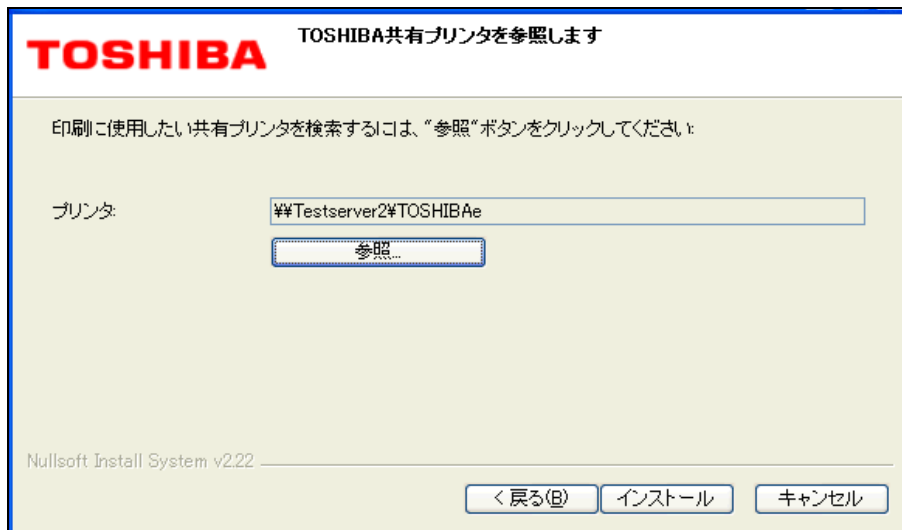 TOSHIBA共有プリンタを参照します
TOSHIBA
印刷に使用したい共有プリンタを検索するには、“参照“ボタンをクリックしてください:
プリンタ:
¥¥Testserver2¥TOSHIBAe
参照...
Nullsoft Install System v2.22
< 戻る(B)
インストール
キャンセル